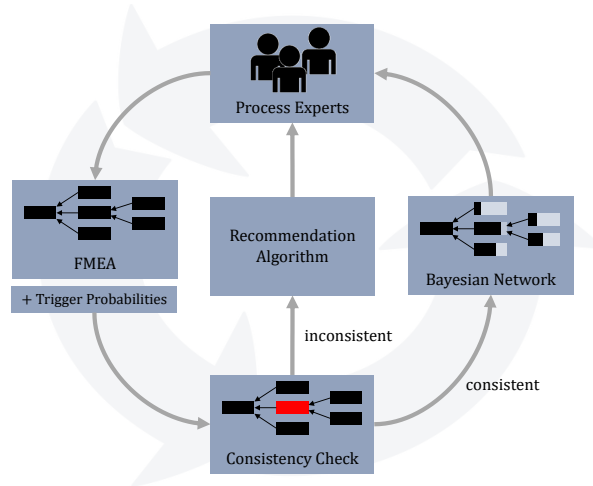 Process Experts
FMEA
+ Trigger Probabilities
Recommendation
Algorithm
Bayesian Network
inconsistent
consistent
Consistency Check